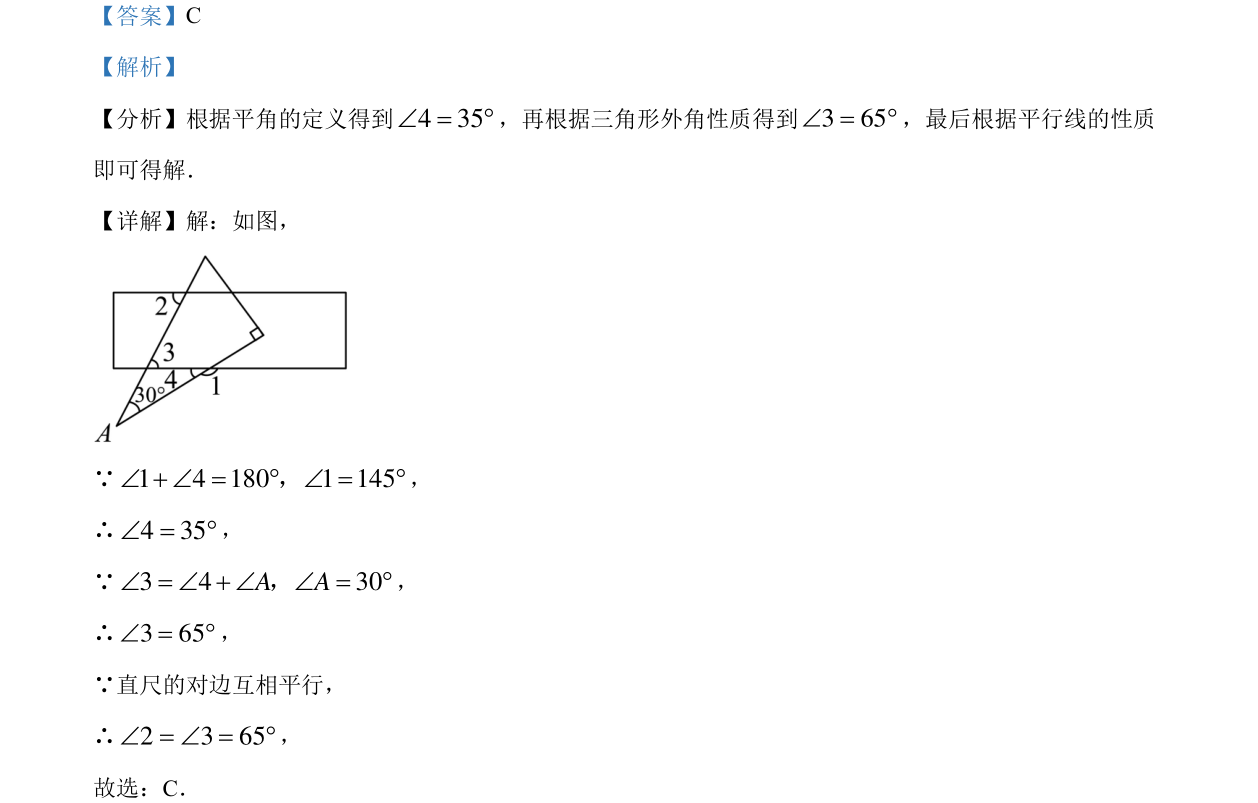 【答案】C
【解析】
【分析】根据平角的定义得到∠4 = 35°，再根据三角形外角性质得到∠3 = 65°，最后根据平行线的性质
即可得解．
【详解】解：如图，
2
3
4
1
30°
A
∵∠1+∠4=180°，∠1=145°，
∴∠4=35°，
∵∠3=∠4+∠A，∠A=30°，
∴∠3=65°，
∵直尺的对边互相平行，
∴∠2=∠3=65°，
故选：C．